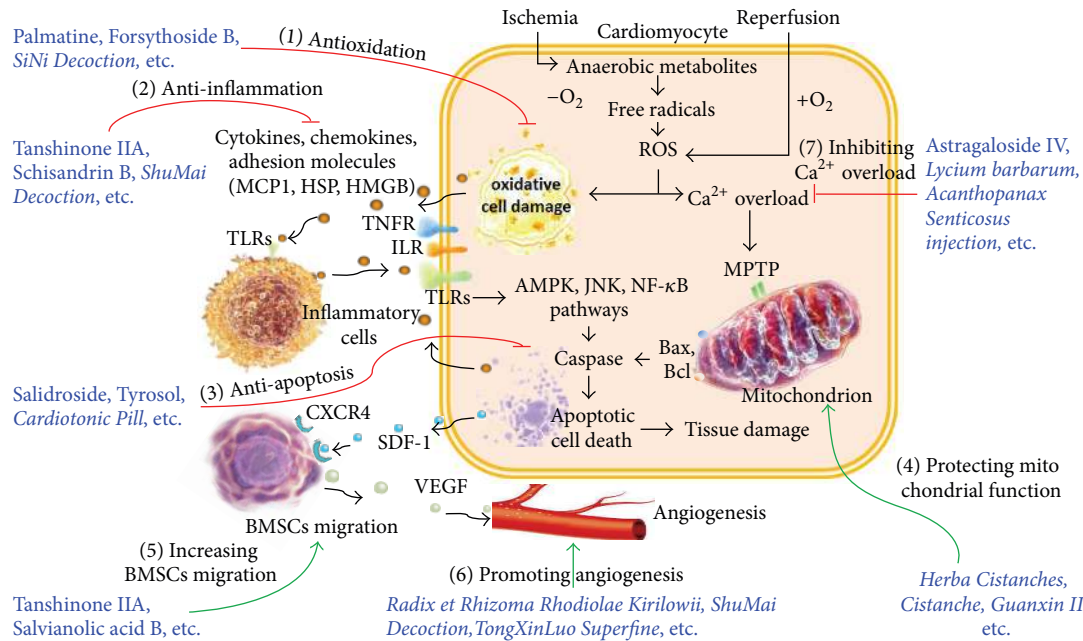 Ischemia
Reperfusion
Cardiomyocyte
Palmatine, Forsythoside B,
SiNi Decoction, etc.
(1) Antioxidation
Anaerobic metabolites
−O2
Free radicals
+O2
ROS
(2) Anti-inflammation
Tanshinone IIA,
Schisandrin B, ShuMai
Decoction, etc.
Cytokines, chemokines,
adhesion molecules
(MCP1, HSP, HMGB)
oxidative
cell damage
Ca2+ overload
(7) Inhibiting
Ca2+ overload
Astragaloside IV,
Lycium barbarum,
Acanthopanax
Senticosus
injection, etc.
TNFR
ILR
TLRs
TLRs
Inflammatory
cells
AMPK, JNK, NF-κB
pathways
MPTP
Caspase
Bax,
Bcl
Mitochondrion
Apoptotic
cell death
Tissue damage
Salidroside, Tyrosol,
Cardiotonic Pill, etc.
(3) Anti-apoptosis
CXCR4
SDF-1
VEGF
BMSCs migration
Angiogenesis
(4) Protecting mito
chondrial function
(5) Increasing
BMSCs migration
(6) Promoting angiogenesis
Tanshinone IIA,
Salvianolic acid B, etc.
Radix et Rhizoma Rhodiolae Kirilowii, ShuMai
Decoction,TongXinLuo Superfine, etc.
Herba Cistanches,
Cistanche, Guanxin II
etc.